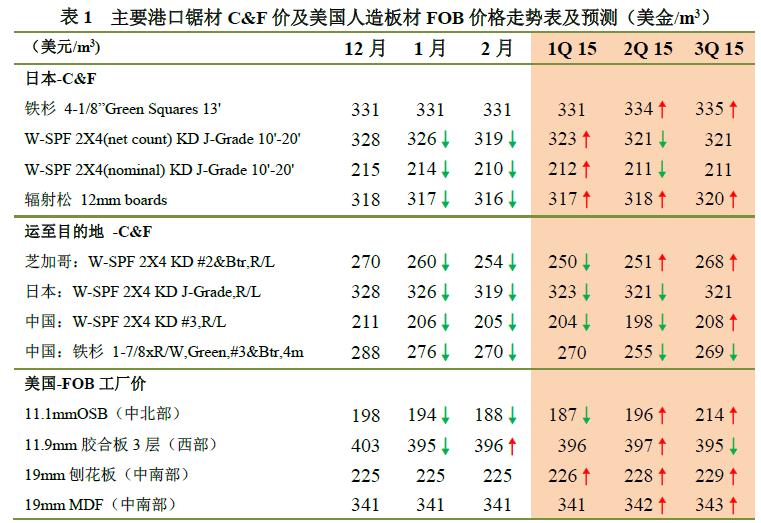 表 1 主要港口锯材 C&F 价及美国人造板材 FOB 价格走势表及预测（美金/m³）
（美元/m³) 12 月 1 月 2 月 1Q 15 2Q 15 3Q 15
日本-C&F
铁杉 4-1/8”Green Squares 13' 331 331 331 331 334↑ 335↑
W-SPF 2X4(net count) KD J-Grade 10'-20' 328 326↓ 319↓ 323↑ 321↓ 321
W-SPF 2X4(nominal) KD J-Grade 10'-20' 215 214↓ 210↓ 212↑ 211↓ 211
辐射松 12mm boards 318 317↓ 316↓ 317↑ 318↑ 320↑
运至目的地 -C&F
芝加哥：W-SPF 2X4 KD #2&Btr,R/L 270 260↓ 254↓ 250↓ 251↑ 268↑
日本：W-SPF 2X4 KD J-Grade,R/L 328 326↓ 319↓ 323↓ 321↓ 321
中国：W-SPF 2X4 KD #3,R/L 211 206↓ 205↓ 204↓ 198↓ 208↑
中国：铁杉 1-7/8xR/W,Green,#3&Btr,4m 288 276↓ 270↓ 270 255↓ 269↓
美国-FOB 工厂价
11.1mmOSB（中北部） 198 194↓ 188↓ 187↓ 196↑ 214↑
11.9mm 胶合板 3 层（西部） 403 395↓ 396↑ 396 397↑ 395↓
19mm 刨花板（中南部） 225 225 225 226↑ 228↑ 229↑
19mm MDF（中南部） 341 341 341 341 342↑ 343↑